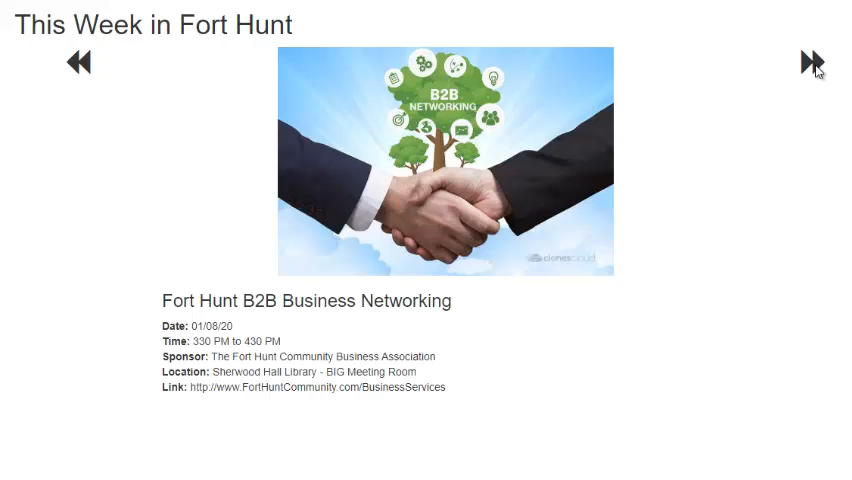 This Week in Fort Hunt
B2B
NETWORKING
clonescloud
Fort Hunt B2B Business Networking
Date: 01/08/20
Time: 330 PM to 430 PM
Sponsor: The Fort Hunt Community Business Association
Location: Sherwood Hall Library - BIG Meeting Room
Link: http://www.FortHuntCommunity.com/BusinessServices